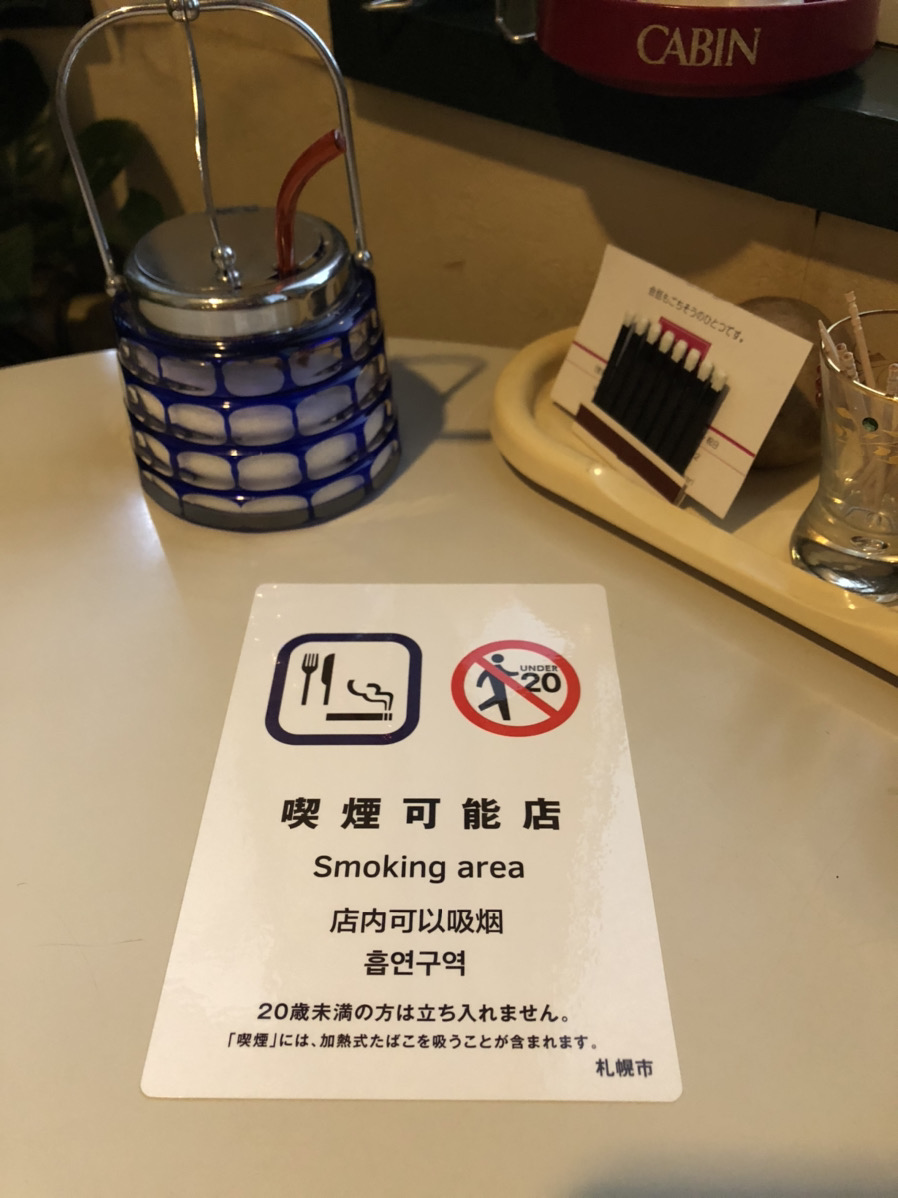 CABIN
UNDER
20
喫煙可能店
Smoking area
店内可以吸烟
흡연구역
20歳未満の方は立ち入れません。
「喫煙」には、加熱式たばこを吸うことが含まれます。
札幌市